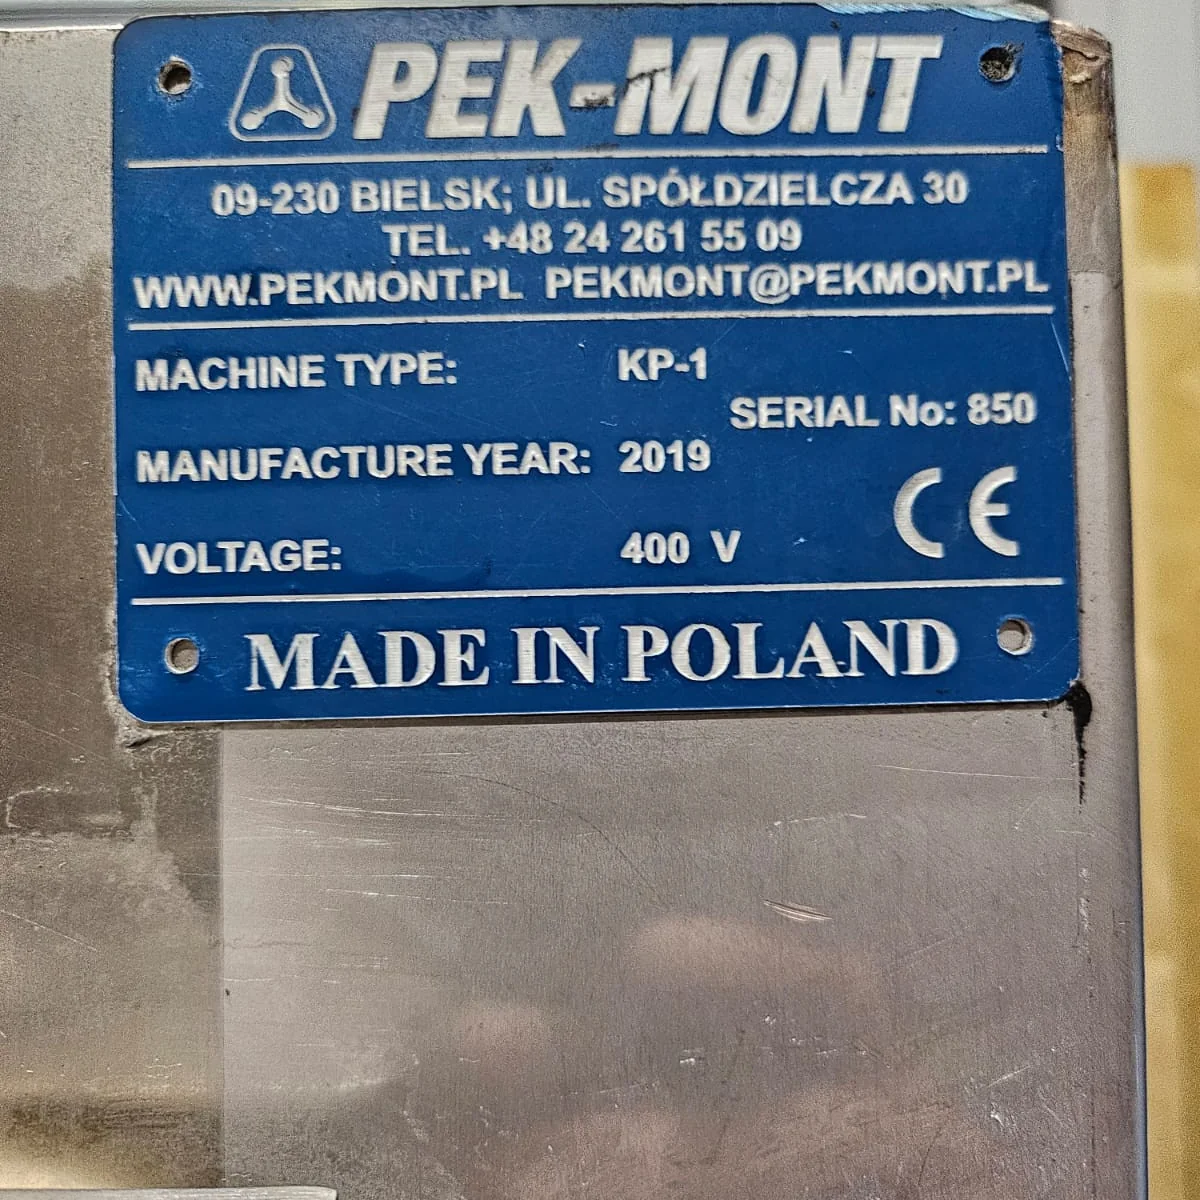 PEK-MONT
09-230 BIELSK; UL. SPÓŁDZIELCZA 30
TEL. +48 24 261 55 09
WWW.PEKMONT.PL PEKMONT@PEKMONT.PL
MACHINE TYPE: KP-1
SERIAL No: 850
MANUFACTURE YEAR: 2019
CE
VOLTAGE: 400 V
MADE IN POLAND